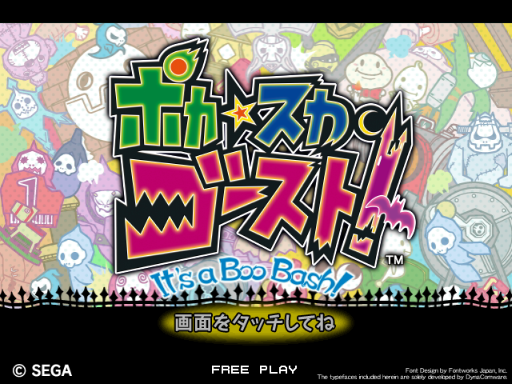 ポカ☆スカ
ゴースト!
TM
It's a Boo Bash!
画面をタッチしてね
© SEGA
FREE PLAY
Font Design by Fontworks Japan, Inc.
The typefaces included herein are solely developed by DynaComware.
1